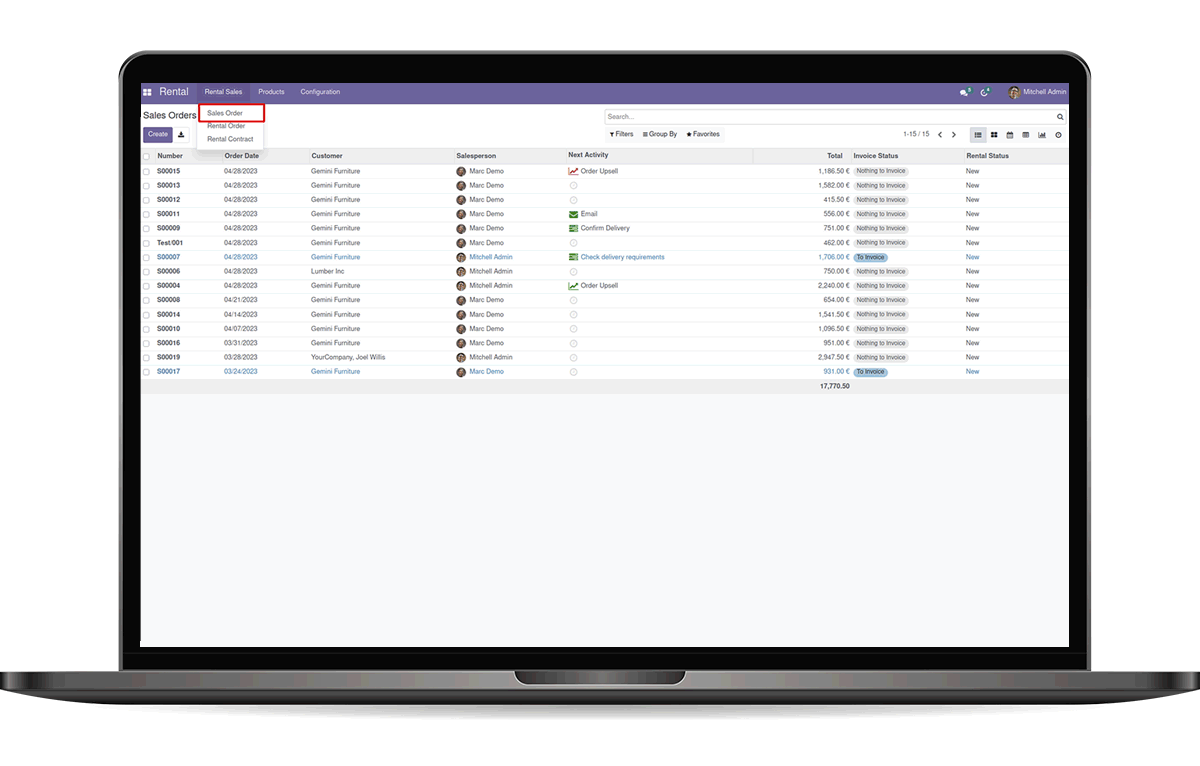 Rental Rental Sales Products Configuration 5 4 Mitchell Admin
Sales Orders
Sales Order
Rental Order
Rental Contract
Search...
Create
Filters Group By Favorites 1-15 / 15
Number Order Date Customer Salesperson Next Activity Total Invoice Status Rental Status
S00015 04/28/2023 Gemini Furniture Marc Demo Order Upsell 1,186.50 € Nothing to Invoice New
S00013 04/28/2023 Gemini Furniture Marc Demo 1,582.00 € Nothing to Invoice New
S00012 04/28/2023 Gemini Furniture Marc Demo 415.50 € Nothing to Invoice New
S00011 04/28/2023 Gemini Furniture Marc Demo Email 556.00 € Nothing to Invoice New
S00009 04/28/2023 Gemini Furniture Marc Demo Confirm Delivery 751.00 € Nothing to Invoice New
Test/001 04/28/2023 Gemini Furniture Marc Demo 462.00 € Nothing to Invoice New
S00007 04/28/2023 Gemini Furniture Mitchell Admin Check delivery requirements 1,706.00 € To Invoice New
S00006 04/28/2023 Lumber Inc Mitchell Admin 750.00 € Nothing to Invoice New
S00004 04/28/2023 Gemini Furniture Mitchell Admin Order Upsell 2,240.00 € Nothing to Invoice New
S00008 04/21/2023 Gemini Furniture Marc Demo 654.00 € Nothing to Invoice New
S00014 04/14/2023 Gemini Furniture Marc Demo 1,541.50 € Nothing to Invoice New
S00010 04/07/2023 Gemini Furniture Marc Demo 1,096.50 € Nothing to Invoice New
S00016 03/31/2023 Gemini Furniture Marc Demo 951.00 € Nothing to Invoice New
S00019 03/28/2023 YourCompany, Joel Willis Mitchell Admin 2,947.50 € Nothing to Invoice New
S00017 03/24/2023 Gemini Furniture Marc Demo 931.00 € To Invoice New
17,770.50